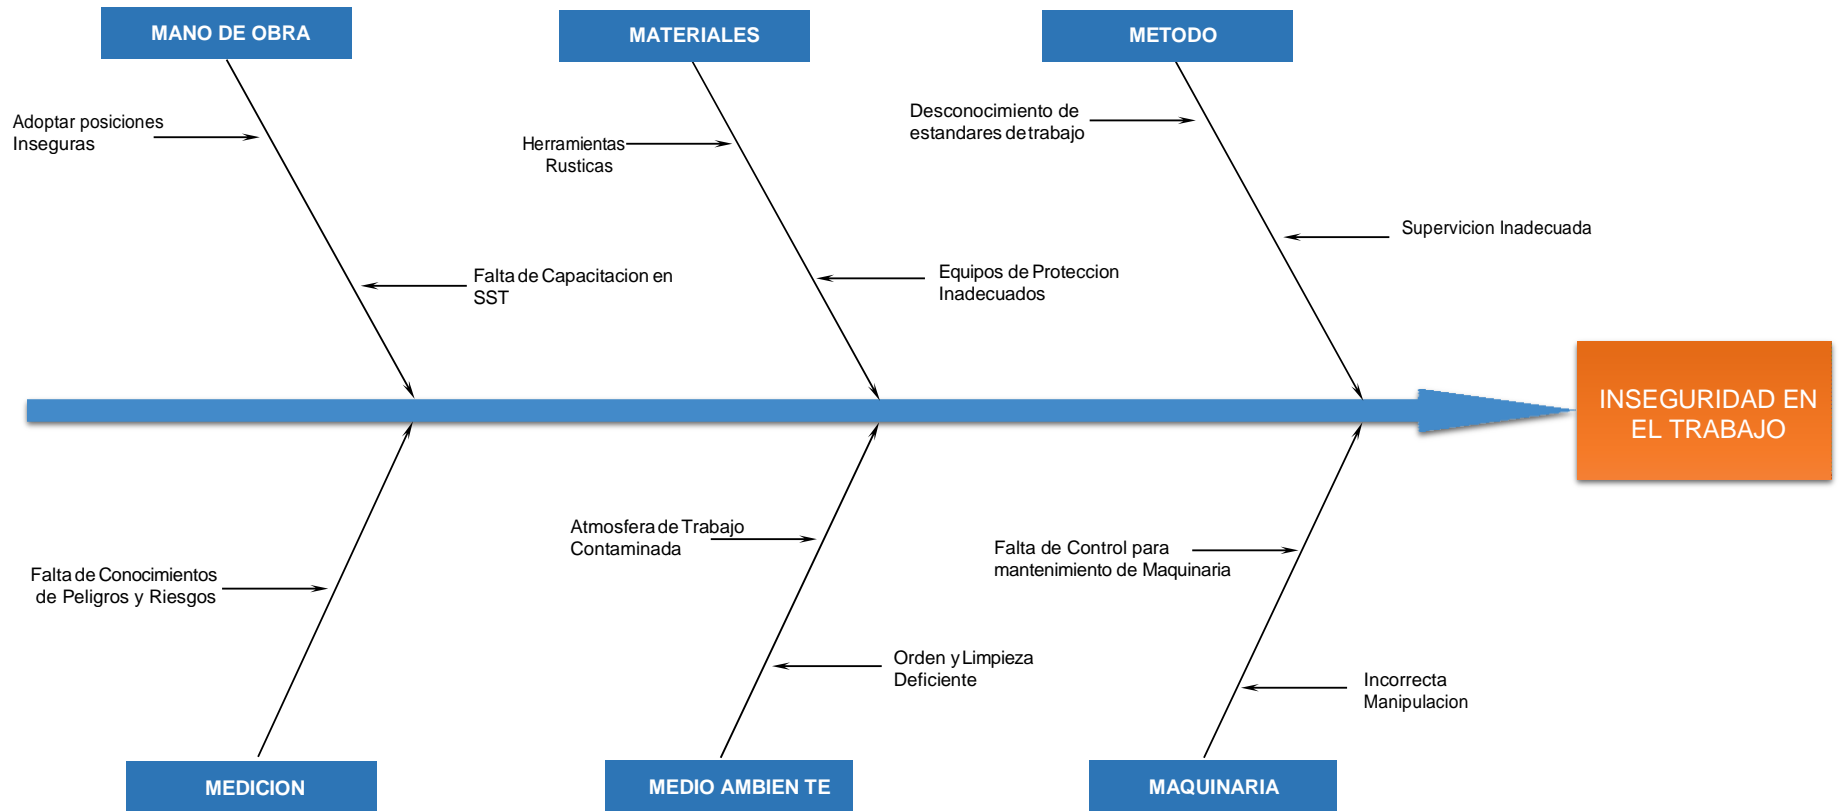 MANO DE OBRA
MATERIALES
METODO
Adoptar posiciones
Inseguras
Herramientas
Rusticas
Desconocimiento de
estandares de trabajo
Supervicion Inadecuada
Falta de Capacitacion en
SST
Equipos de Proteccion
Inadecuados
INSEGURIDAD EN
EL TRABAJO
Falta de Conocimientos
de Peligros y Riesgos
Atmosfera de Trabajo
Contaminada
Falta de Control para
mantenimiento de Maquinaria
Orden y Limpieza
Deficiente
Incorrecta
Manipulacion
MEDICION
MEDIO AMBIEN TE
MAQUINARIA